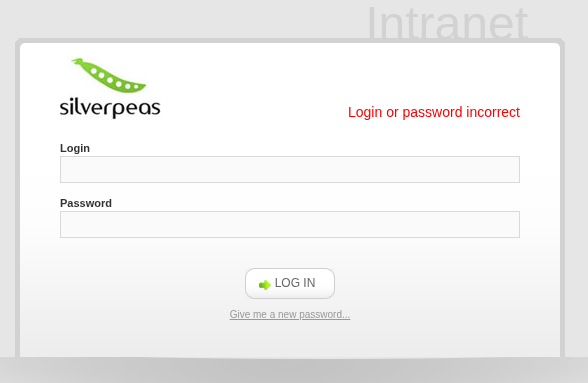 Intranet
silverpeas
Login or password incorrect
Login
Password
LOG IN
Give me a new password...